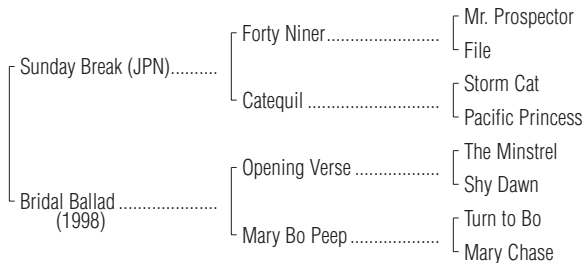 Mr. Prospector
Forty Niner
File
Sunday Break (JPN)
Storm Cat
Catequil
Pacific Princess
The Minstrel
Opening Verse
Shy Dawn
Bridal Ballad
(1998)
Turn to Bo
Mary Bo Peep
Mary Chase